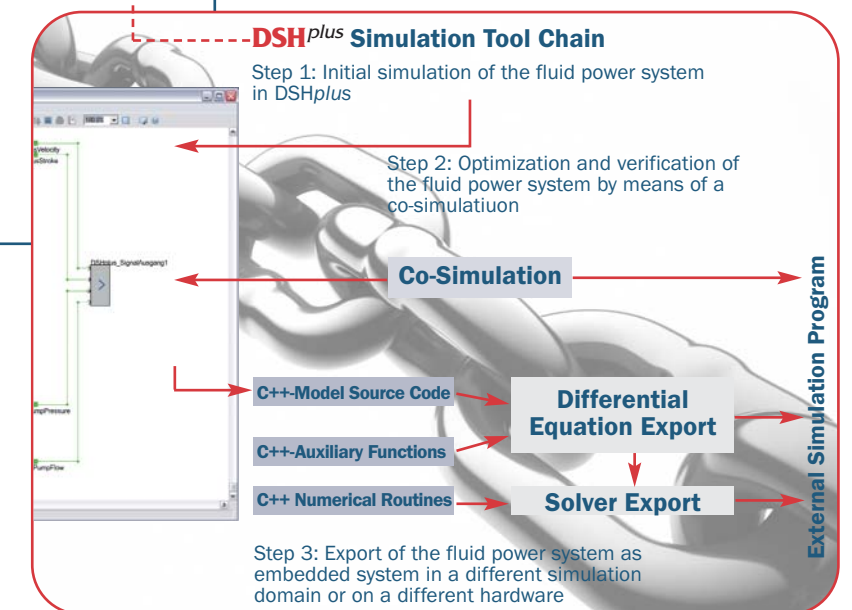 DSHplus Simulation Tool Chain
Step 1: Initial simulation of the fluid power system
in DSHplus
Velocity
Stroke
Step 2: Optimization and verification of
the fluid power system by means of a
co-simulatiuon
DSHplus_SignalAusgang1
>
Co-Simulation
External Simulation Program
C++-Model Source Code
Differential
Equation Export
mpPressure
C++-Auxiliary Functions
PumpFlow
C++ Numerical Routines
Solver Export
Step 3: Export of the fluid power system as
embedded system in a different simulation
domain or on a different hardware